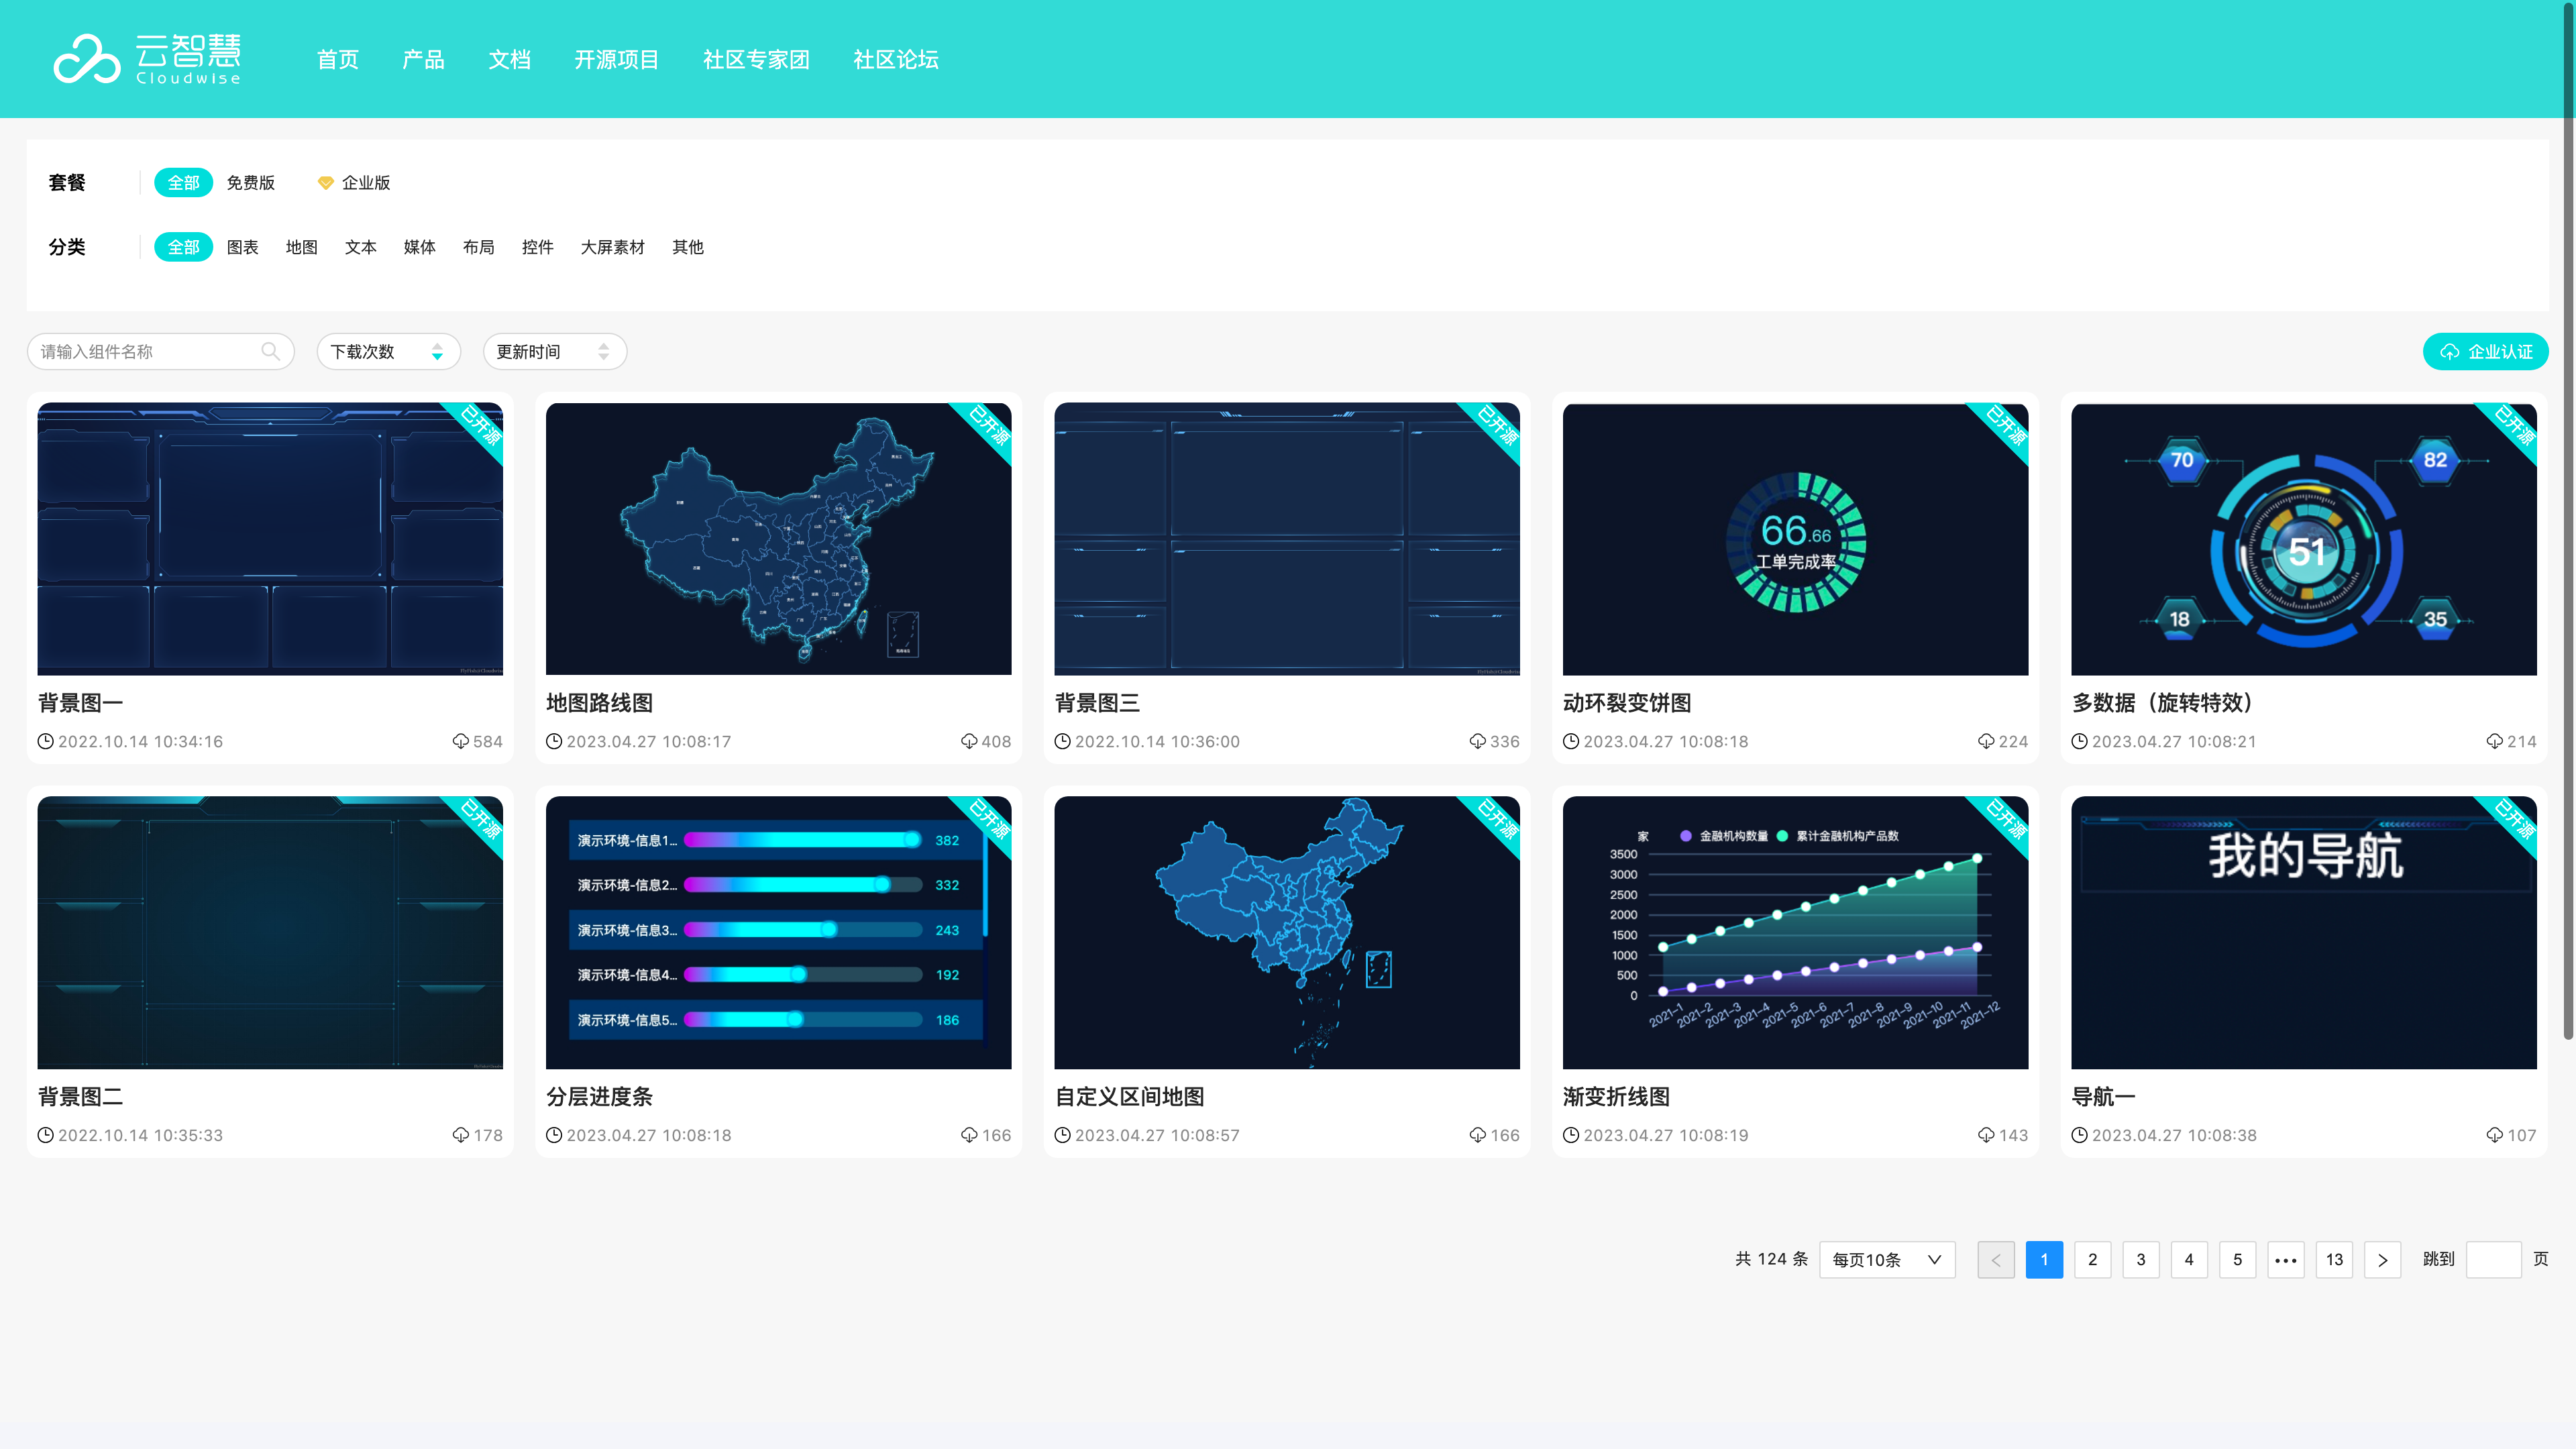 云智慧
Cloudwise
首页 产品 文档 开源项目 社区专家团 社区论坛
套餐 全部 免费版 企业版
分类 全部 图表 地图 文本 媒体 布局 控件 大屏素材 其他
请输入组件名称 下载次数 更新时间 企业认证
已开源
背景图一
2022.10.14 10:34:16 584
已开源
地图路线图
2023.04.27 10:08:17 408
已开源
背景图三
2022.10.14 10:36:00 336
已开源
66.66
工单完成率
动环裂变饼图
2023.04.27 10:08:18 224
已开源
70 82
51
18 35
多数据（旋转特效）
2023.04.27 10:08:21 214
已开源
背景图二
2022.10.14 10:35:33 178
已开源
演示环境-信息1... 382
演示环境-信息2... 332
演示环境-信息3... 243
演示环境-信息4... 192
演示环境-信息5... 186
分层进度条
2023.04.27 10:08:18 166
已开源
自定义区间地图
2023.04.27 10:08:57 166
已开源
家 金融机构数量 累计金融机构产品数
3500
3000
2500
2000
1500
1000
500
0
2021-1 2021-2 2021-3 2021-4 2021-5 2021-6 2021-7 2021-8 2021-9 2021-10 2021-11 2021-12
渐变折线图
2023.04.27 10:08:19 143
已开源
我的导航
导航一
2023.04.27 10:08:38 107
共 124 条 每页10条 1 2 3 4 5 ••• 13 跳到 页